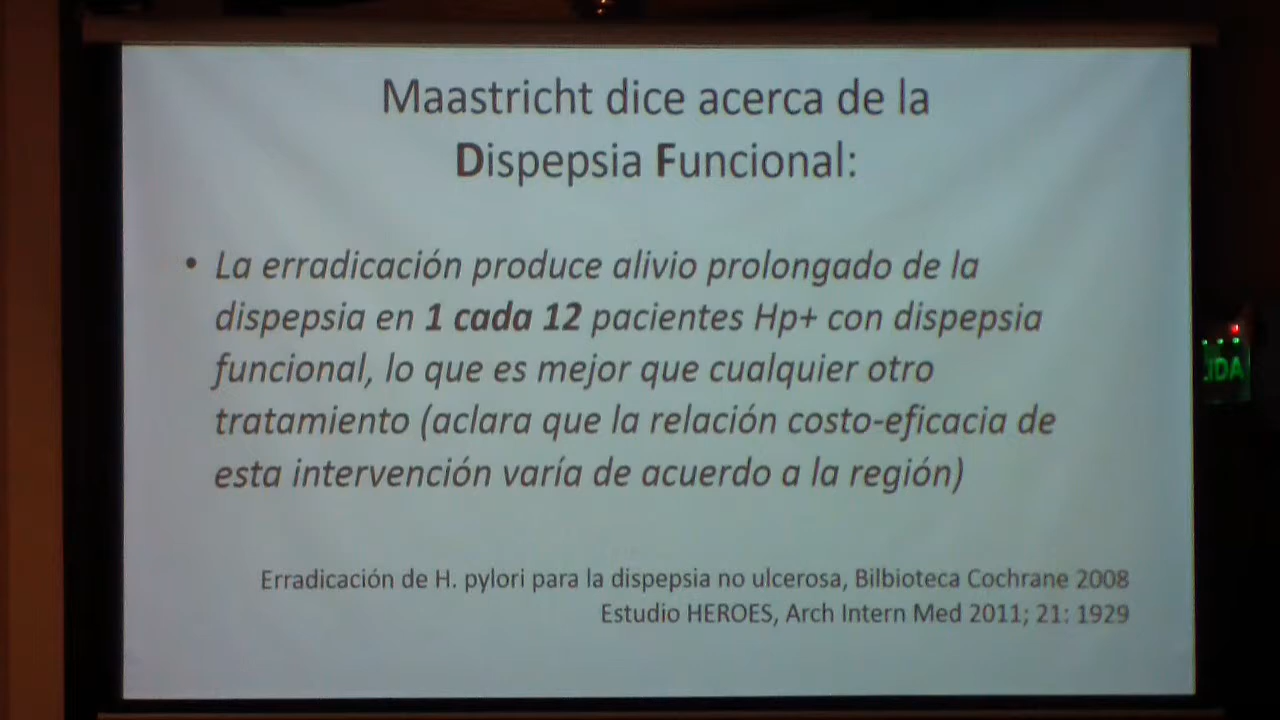 Maastricht dice acerca de la
Dispepsia Funcional:
• La erradicación produce alivio prolongado de la
dispepsia en 1 cada 12 pacientes Hp+ con dispepsia
funcional, lo que es mejor que cualquier otro
tratamiento (aclara que la relación costo-eficacia de
esta intervención varía de acuerdo a la región)
Erradicación de H. pylori para la dispepsia no ulcerosa, Bilbioteca Cochrane 2008
Estudio HEROES, Arch Intern Med 2011; 21: 1929
IDA